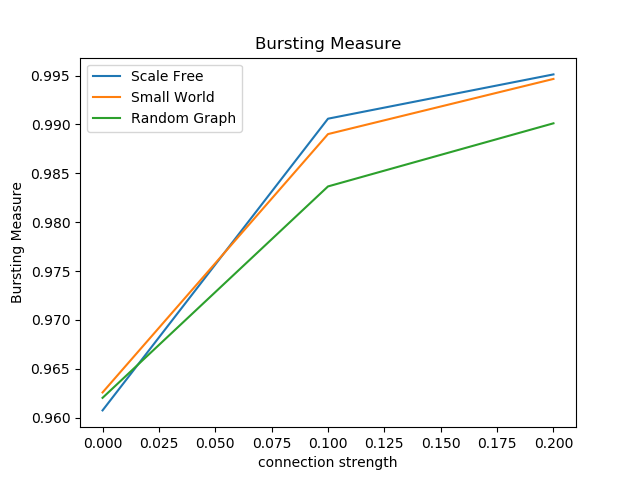 Bursting Measure
Scale Free
Small World
Random Graph
0.995
0.990
0.985
0.980
0.975
0.970
0.965
0.960
Bursting Measure
0.000 0.025 0.050 0.075 0.100 0.125 0.150 0.175 0.200
connection strength